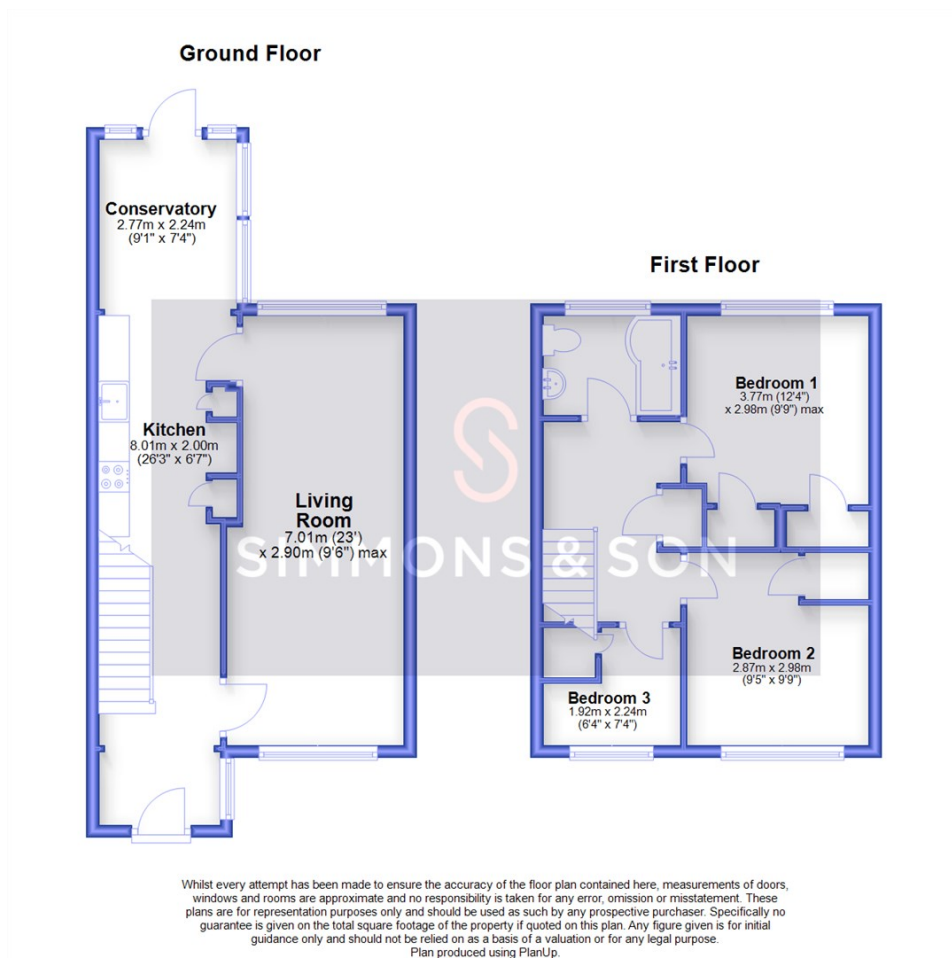 Ground Floor
Conservatory
2.77m x 2.24m
(9'1" x 7'4")
First Floor
Kitchen
8.01m x 2.00m
(26'3" x 6'7")
Living
Room
7.01m (23')
x 2.90m (9'6") max
Bedroom 1
3.77m (12'4")
x 2.98m (9'9") max
SIMMONS & SON
Bedroom 2
2.87m x 2.98m
(9'5" x 9'9")
Bedroom 3
1.92m x 2.24m
(6'4" x 7'4")
Whilst every attempt has been made to ensure the accuracy of the floor plan contained here, measurements of doors,
windows and rooms are approximate and no responsibility is taken for any error, omission or misstatement. These
plans are for representation purposes only and should be used as such by any prospective purchaser. Specifically no
guarantee is given on the total square footage of the property if quoted on this plan. Any figure given is for initial
guidance only and should not be relied on as a basis of a valuation or for any legal purpose.
Plan produced using PlanUp.